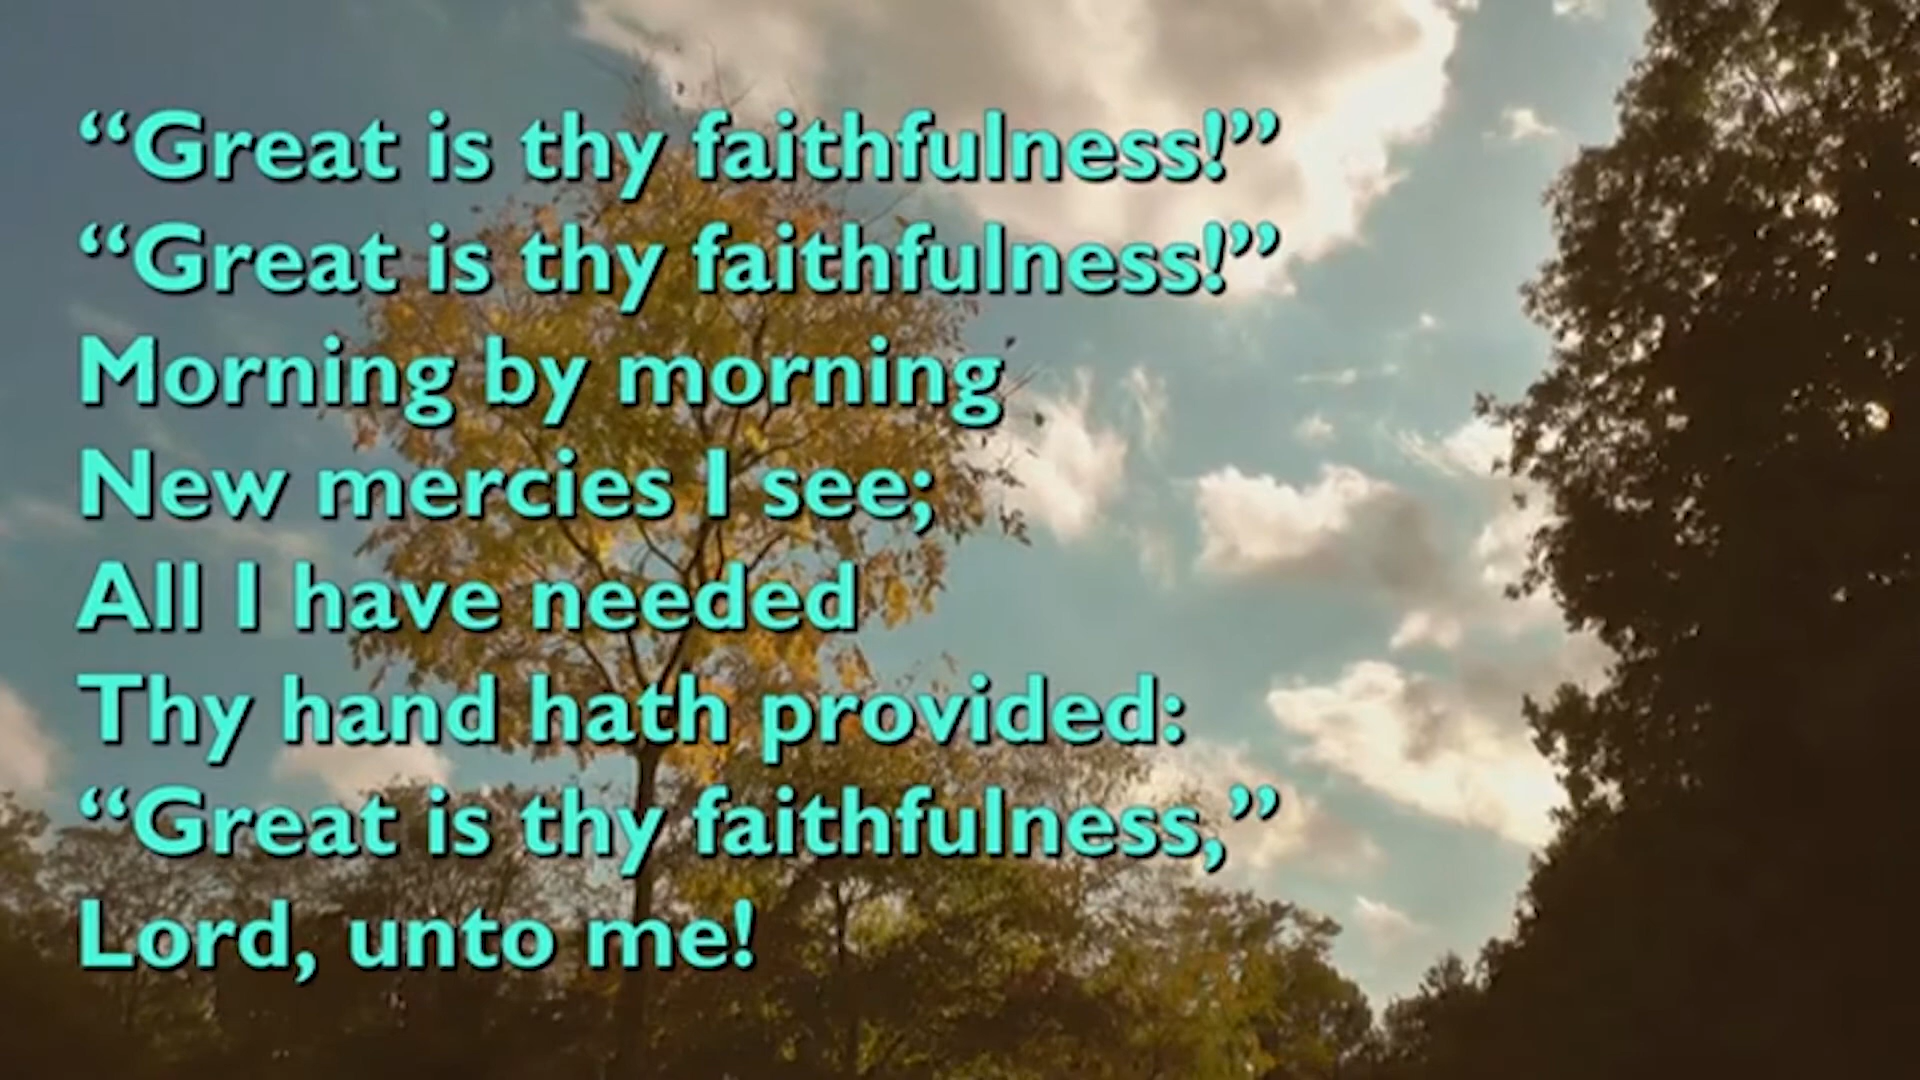 “Great is thy faithfulness!”
“Great is thy faithfulness!”
Morning by morning
New mercies I see;
All I have needed
Thy hand hath provided:
“Great is thy faithfulness,”
Lord, unto me!